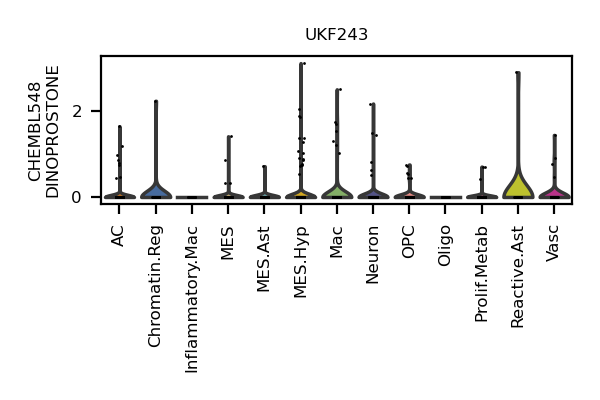 UKF243
CHEMBL548
DINOPROSTONE
2
0
AC
Chromatin.Reg
Inflammatory.Mac
MES
MES.Ast
MES.Hyp
Mac
Neuron
OPC
Oligo
Prolif.Metab
Reactive.Ast
Vasc